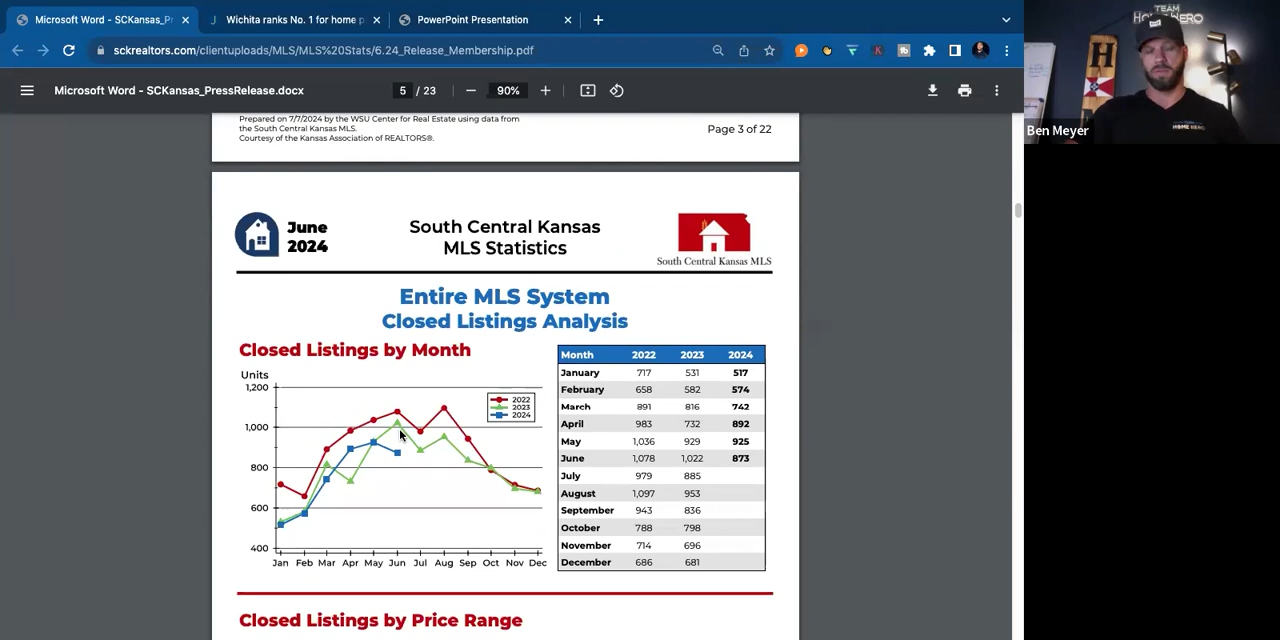 Microsoft Word - SCKansas_Pr
Wichita ranks No. 1 for home p
PowerPoint Presentation
sckrealtors.com/clientuploads/MLS/MLS%20Stats/6.24_Release_Membership.pdf
Microsoft Word - SCKansas_PressRelease.docx
5 / 23
90%
TEAM
Ben Meyer
HOME HERO
Prepared on 7/7/2024 by the WSU Center for Real Estate using data from
the South Central Kansas MLS.
Courtesy of the Kansas Association of REALTORS®.
Page 3 of 22
June
2024
South Central Kansas
MLS Statistics
South Central Kansas MLS
Entire MLS System
Closed Listings Analysis
Closed Listings by Month
Units
1,200
1,000
800
600
400
Jan Feb Mar Apr May Jun Jul Aug Sep Oct Nov Dec
2022
2023
2024
Month 2022 2023 2024
January 717 531 517
February 658 582 574
March 891 816 742
April 983 732 892
May 1,036 929 925
June 1,078 1,022 873
July 979 885
August 1,097 953
September 943 836
October 788 798
November 714 696
December 686 681
Closed Listings by Price Range